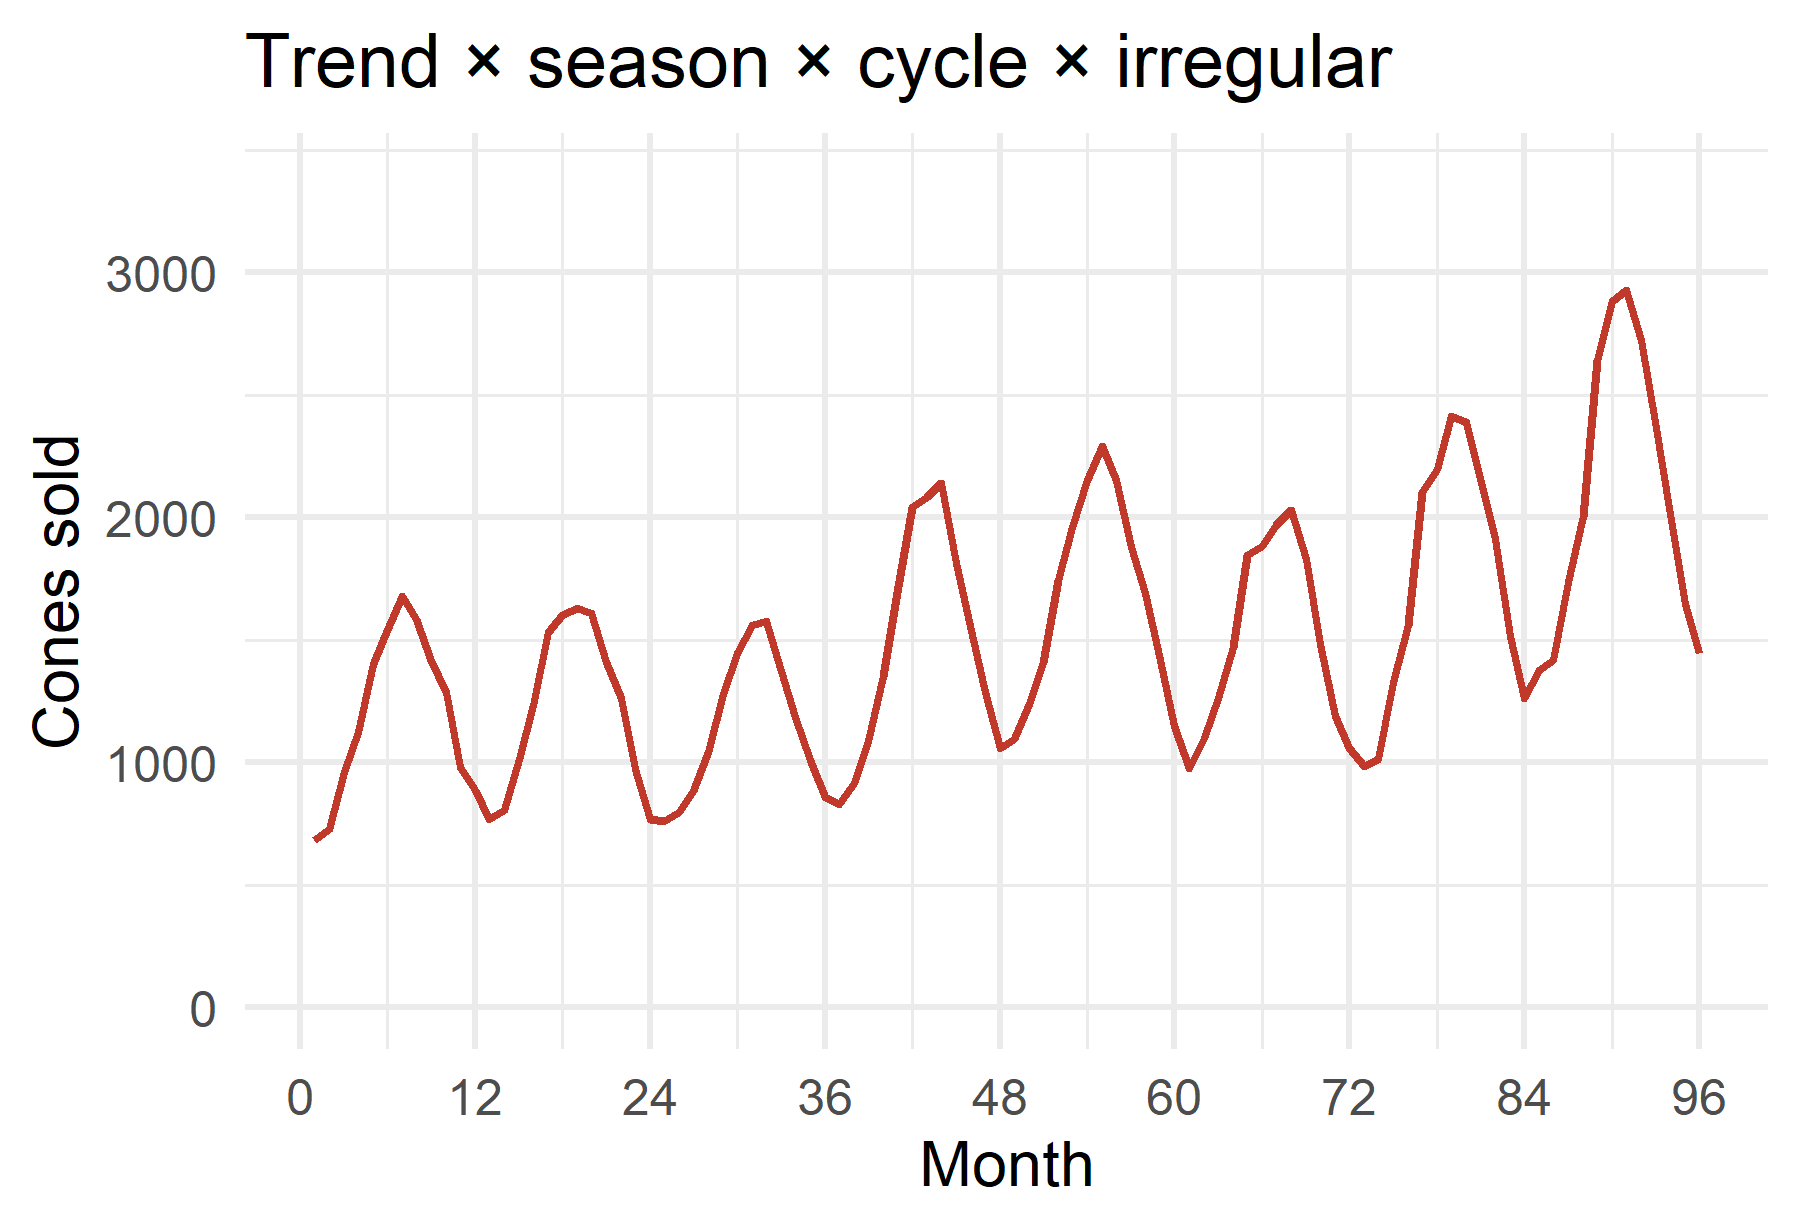 Trend × season × cycle × irregular
Cones sold
3000
2000
1000
0
0 12 24 36 48 60 72 84 96
Month